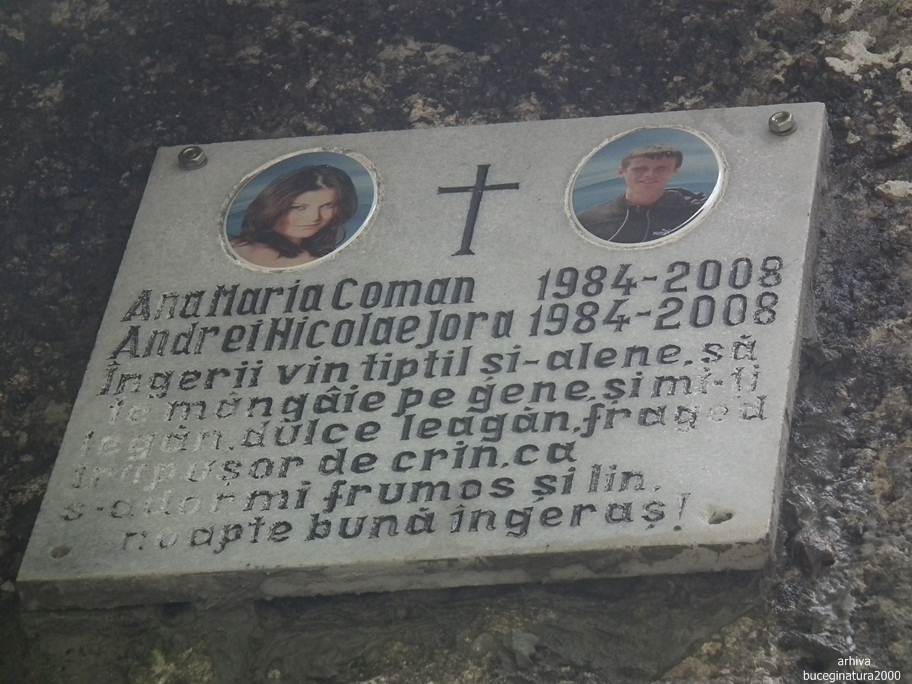 Ana Maria Coman 1984-2008
Andrei Nicolae Jora 1984-2008
Îngerii vin tiptil și-alene, să
te mângâie pe gene, și mi-ți
legăn, dulce leagăn, fraged
trupușor de crin, ca
s-adormi frumos și lin,
noapte bună îngeraș!
arhiva
buceginatura2000